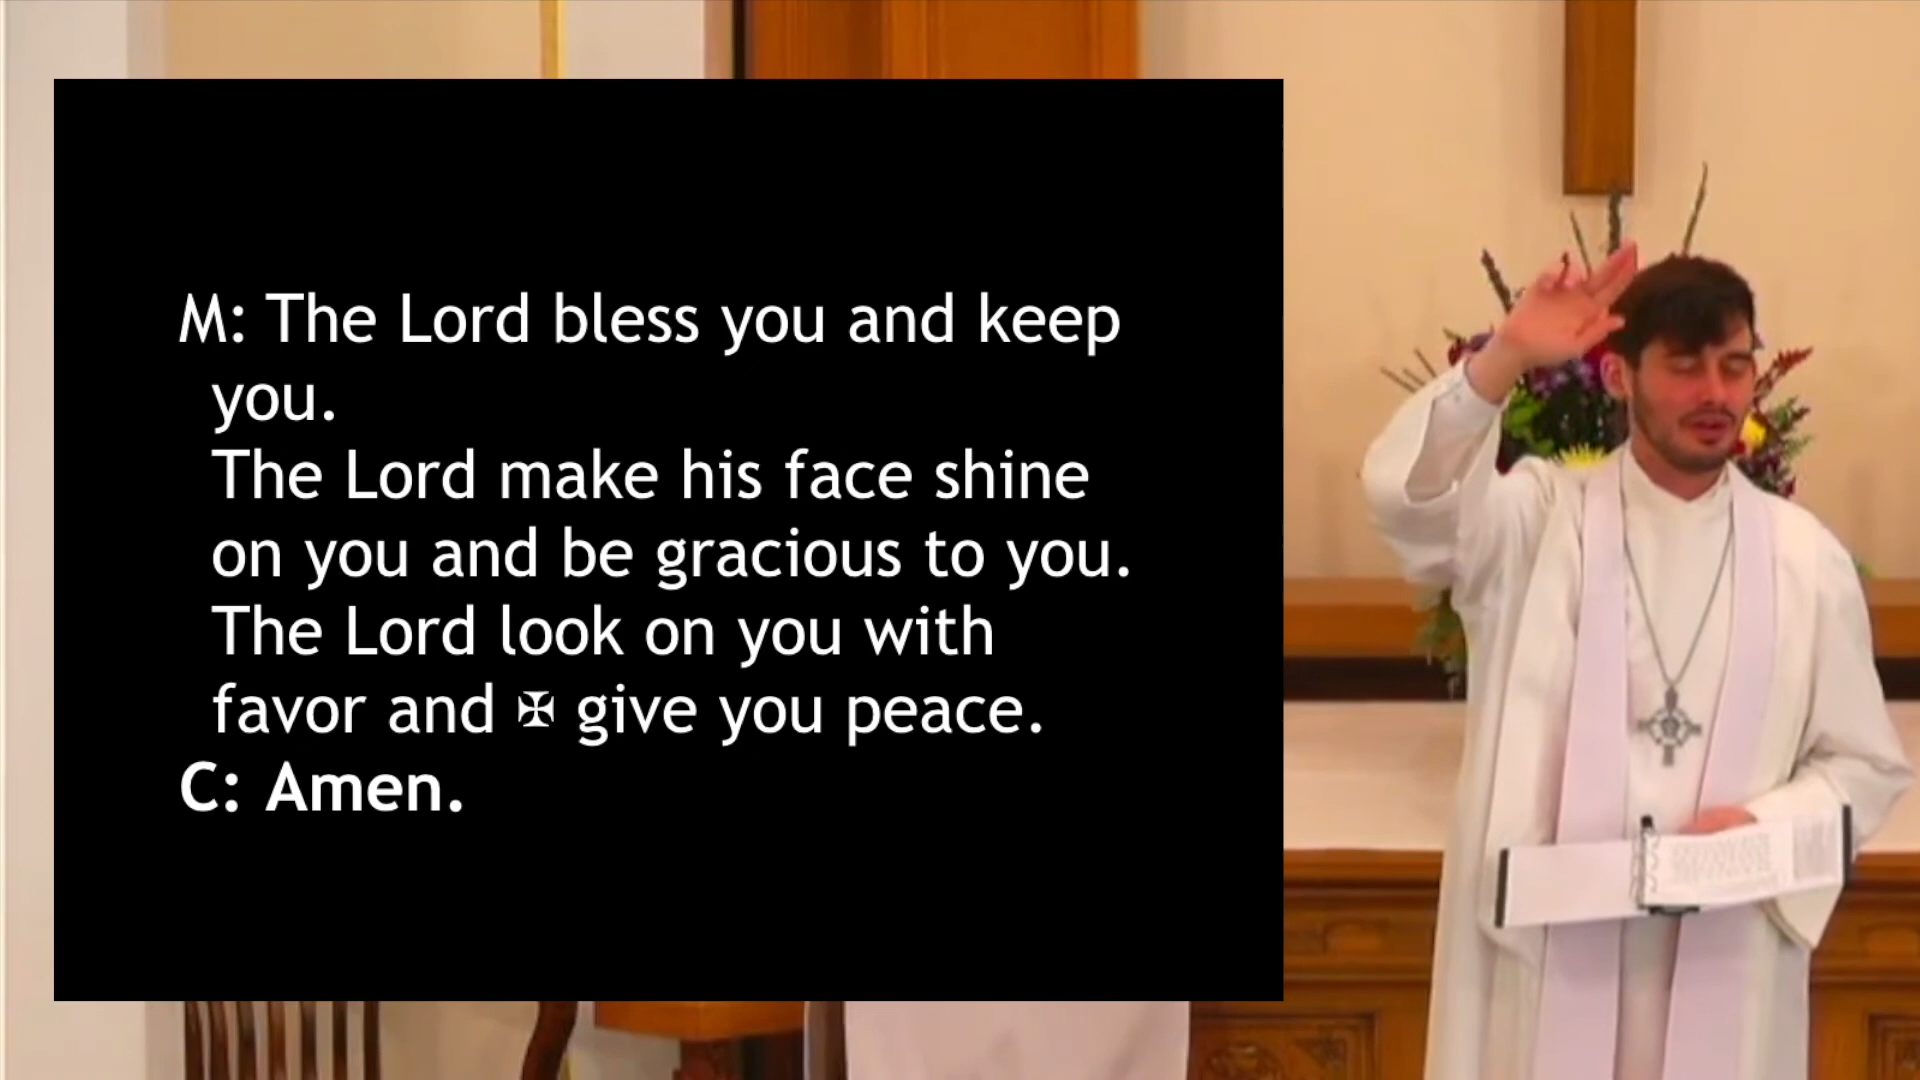 M: The Lord bless you and keep
you.
The Lord make his face shine
on you and be gracious to you.
The Lord look on you with
favor and ✠ give you peace.
C: Amen.